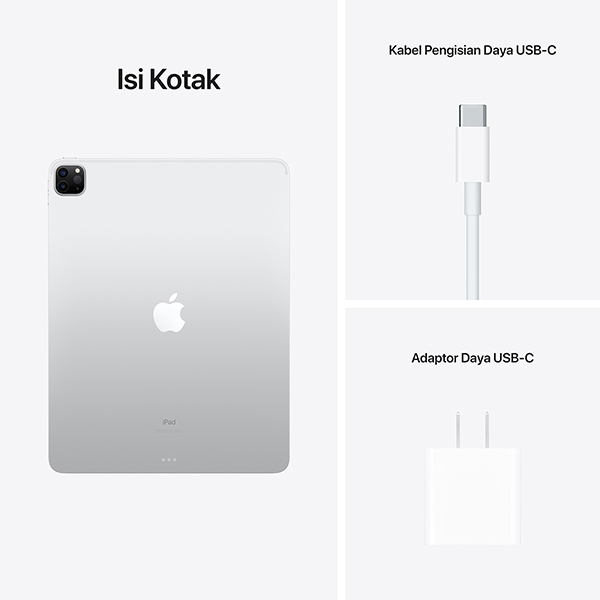 Isi Kotak
iPad
Kabel Pengisian Daya USB-C
Adaptor Daya USB-C